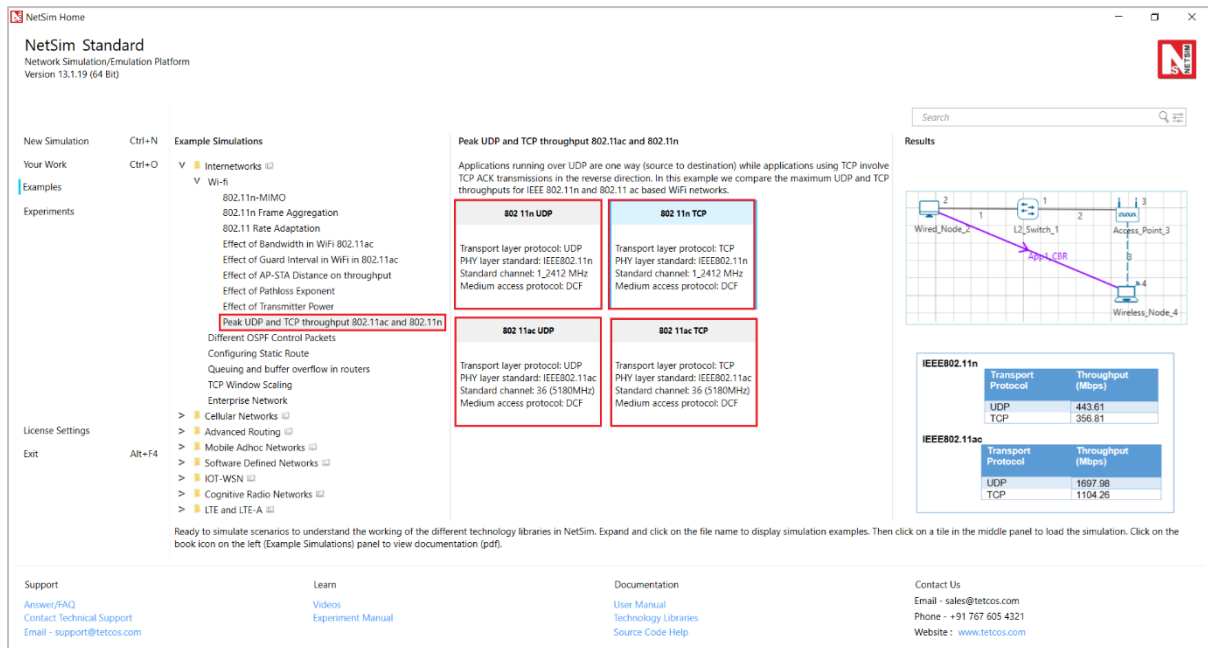 NetSim Home
NetSim Standard
Network Simulation/Emulation Platform
Version 13.1.19 (64 Bit)
NETSIM
Search
New Simulation Ctrl+N
Your Work Ctrl+O
Examples
Experiments
License Settings
Exit Alt+F4
Example Simulations
Internetworks
Wi-fi
802.11n-MIMO
802.11n Frame Aggregation
802.11 Rate Adaptation
Effect of Bandwidth in WiFi 802.11ac
Effect of Guard Interval in WiFi in 802.11ac
Effect of AP-STA Distance on throughput
Effect of Pathloss Exponent
Effect of Transmitter Power
Peak UDP and TCP throughput 802.11ac and 802.11n
Different OSPF Control Packets
Configuring Static Route
Queuing and buffer overflow in routers
TCP Window Scaling
Enterprise Network
> Cellular Networks
> Advanced Routing
> Mobile Adhoc Networks
> Software Defined Networks
> IOT-WSN
> Cognitive Radio Networks
> LTE and LTE-A
Peak UDP and TCP throughput 802.11ac and 802.11n
Applications running over UDP are one way (source to destination) while applications using TCP involve
TCP ACK transmissions in the reverse direction. In this example we compare the maximum UDP and TCP
throughputs for IEEE 802.11n and 802.11 ac based WiFi networks.
802 11n UDP
Transport layer protocol: UDP
PHY layer standard: IEEE802.11n
Standard channel: 1_2412 MHz
Medium access protocol: DCF
802 11n TCP
Transport layer protocol: TCP
PHY layer standard: IEEE802.11n
Standard channel: 1_2412 MHz
Medium access protocol: DCF
802 11ac UDP
Transport layer protocol: UDP
PHY layer standard: IEEE802.11ac
Standard channel: 36 (5180MHz)
Medium access protocol: DCF
802 11ac TCP
Transport layer protocol: TCP
PHY layer standard: IEEE802.11ac
Standard channel: 36 (5180MHz)
Medium access protocol: DCF
Results
2 1 1 2 3
Wired_Node_2 L2_Switch_1 Access_Point_3
App1_CBR 3
4
Wireless_Node_4
IEEE802.11n
Transport Protocol Throughput (Mbps)
UDP 443.61
TCP 356.81
IEEE802.11ac
Transport Protocol Throughput (Mbps)
UDP 1697.98
TCP 1104.26
Ready to simulate scenarios to understand the working of the different technology libraries in NetSim. Expand and click on the file name to display simulation examples. Then click on a tile in the middle panel to load the simulation. Click on the
book icon on the left (Example Simulations) panel to view documentation (pdf).
Support
Answer/FAQ
Contact Technical Support
Email - support@tetcos.com
Learn
Videos
Experiment Manual
Documentation
User Manual
Technology Libraries
Source Code Help
Contact Us
Email - sales@tetcos.com
Phone - +91 767 605 4321
Website : www.tetcos.com